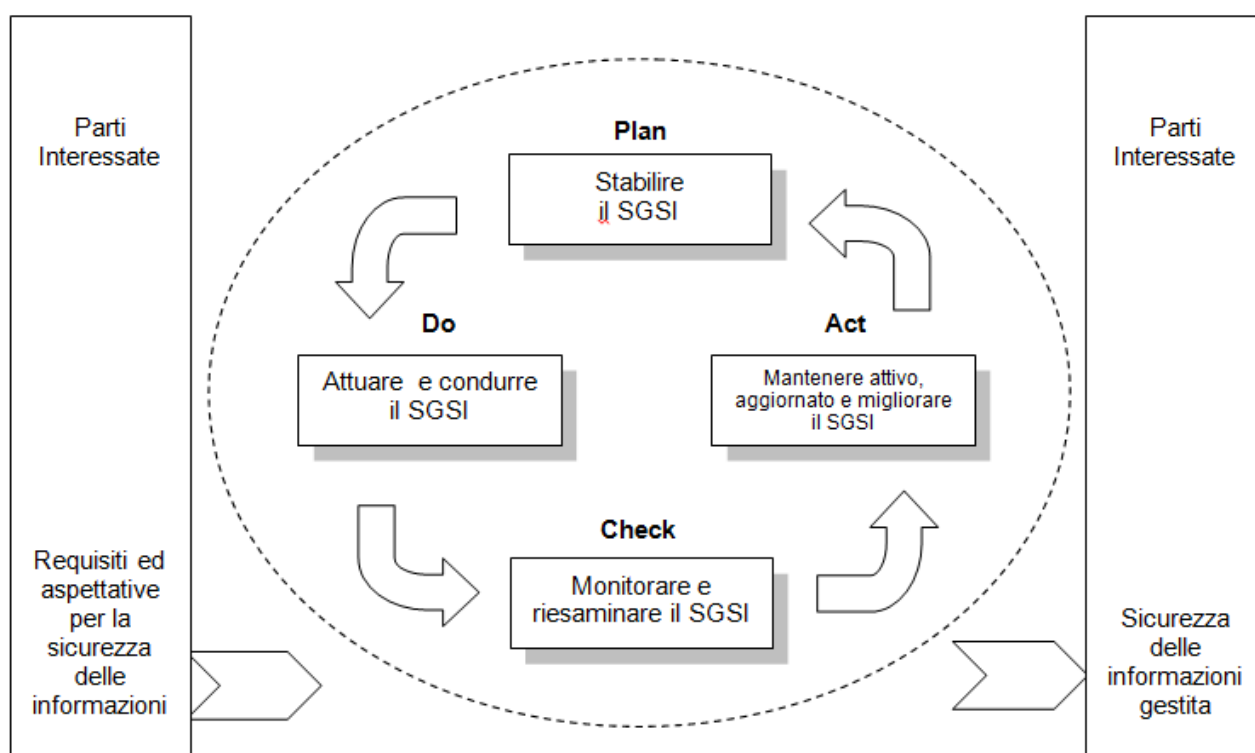 Parti
Interessate
Requisiti ed
aspettative
per la
sicurezza
delle
informazioni
Plan
Stabilire
il SGSI
Do
Attuare e condurre
il SGSI
Check
Monitorare e
riesaminare il SGSI
Act
Mantenere attivo,
aggiornato e migliorare
il SGSI
Parti
Interessate
Sicurezza
delle
informazioni
gestita